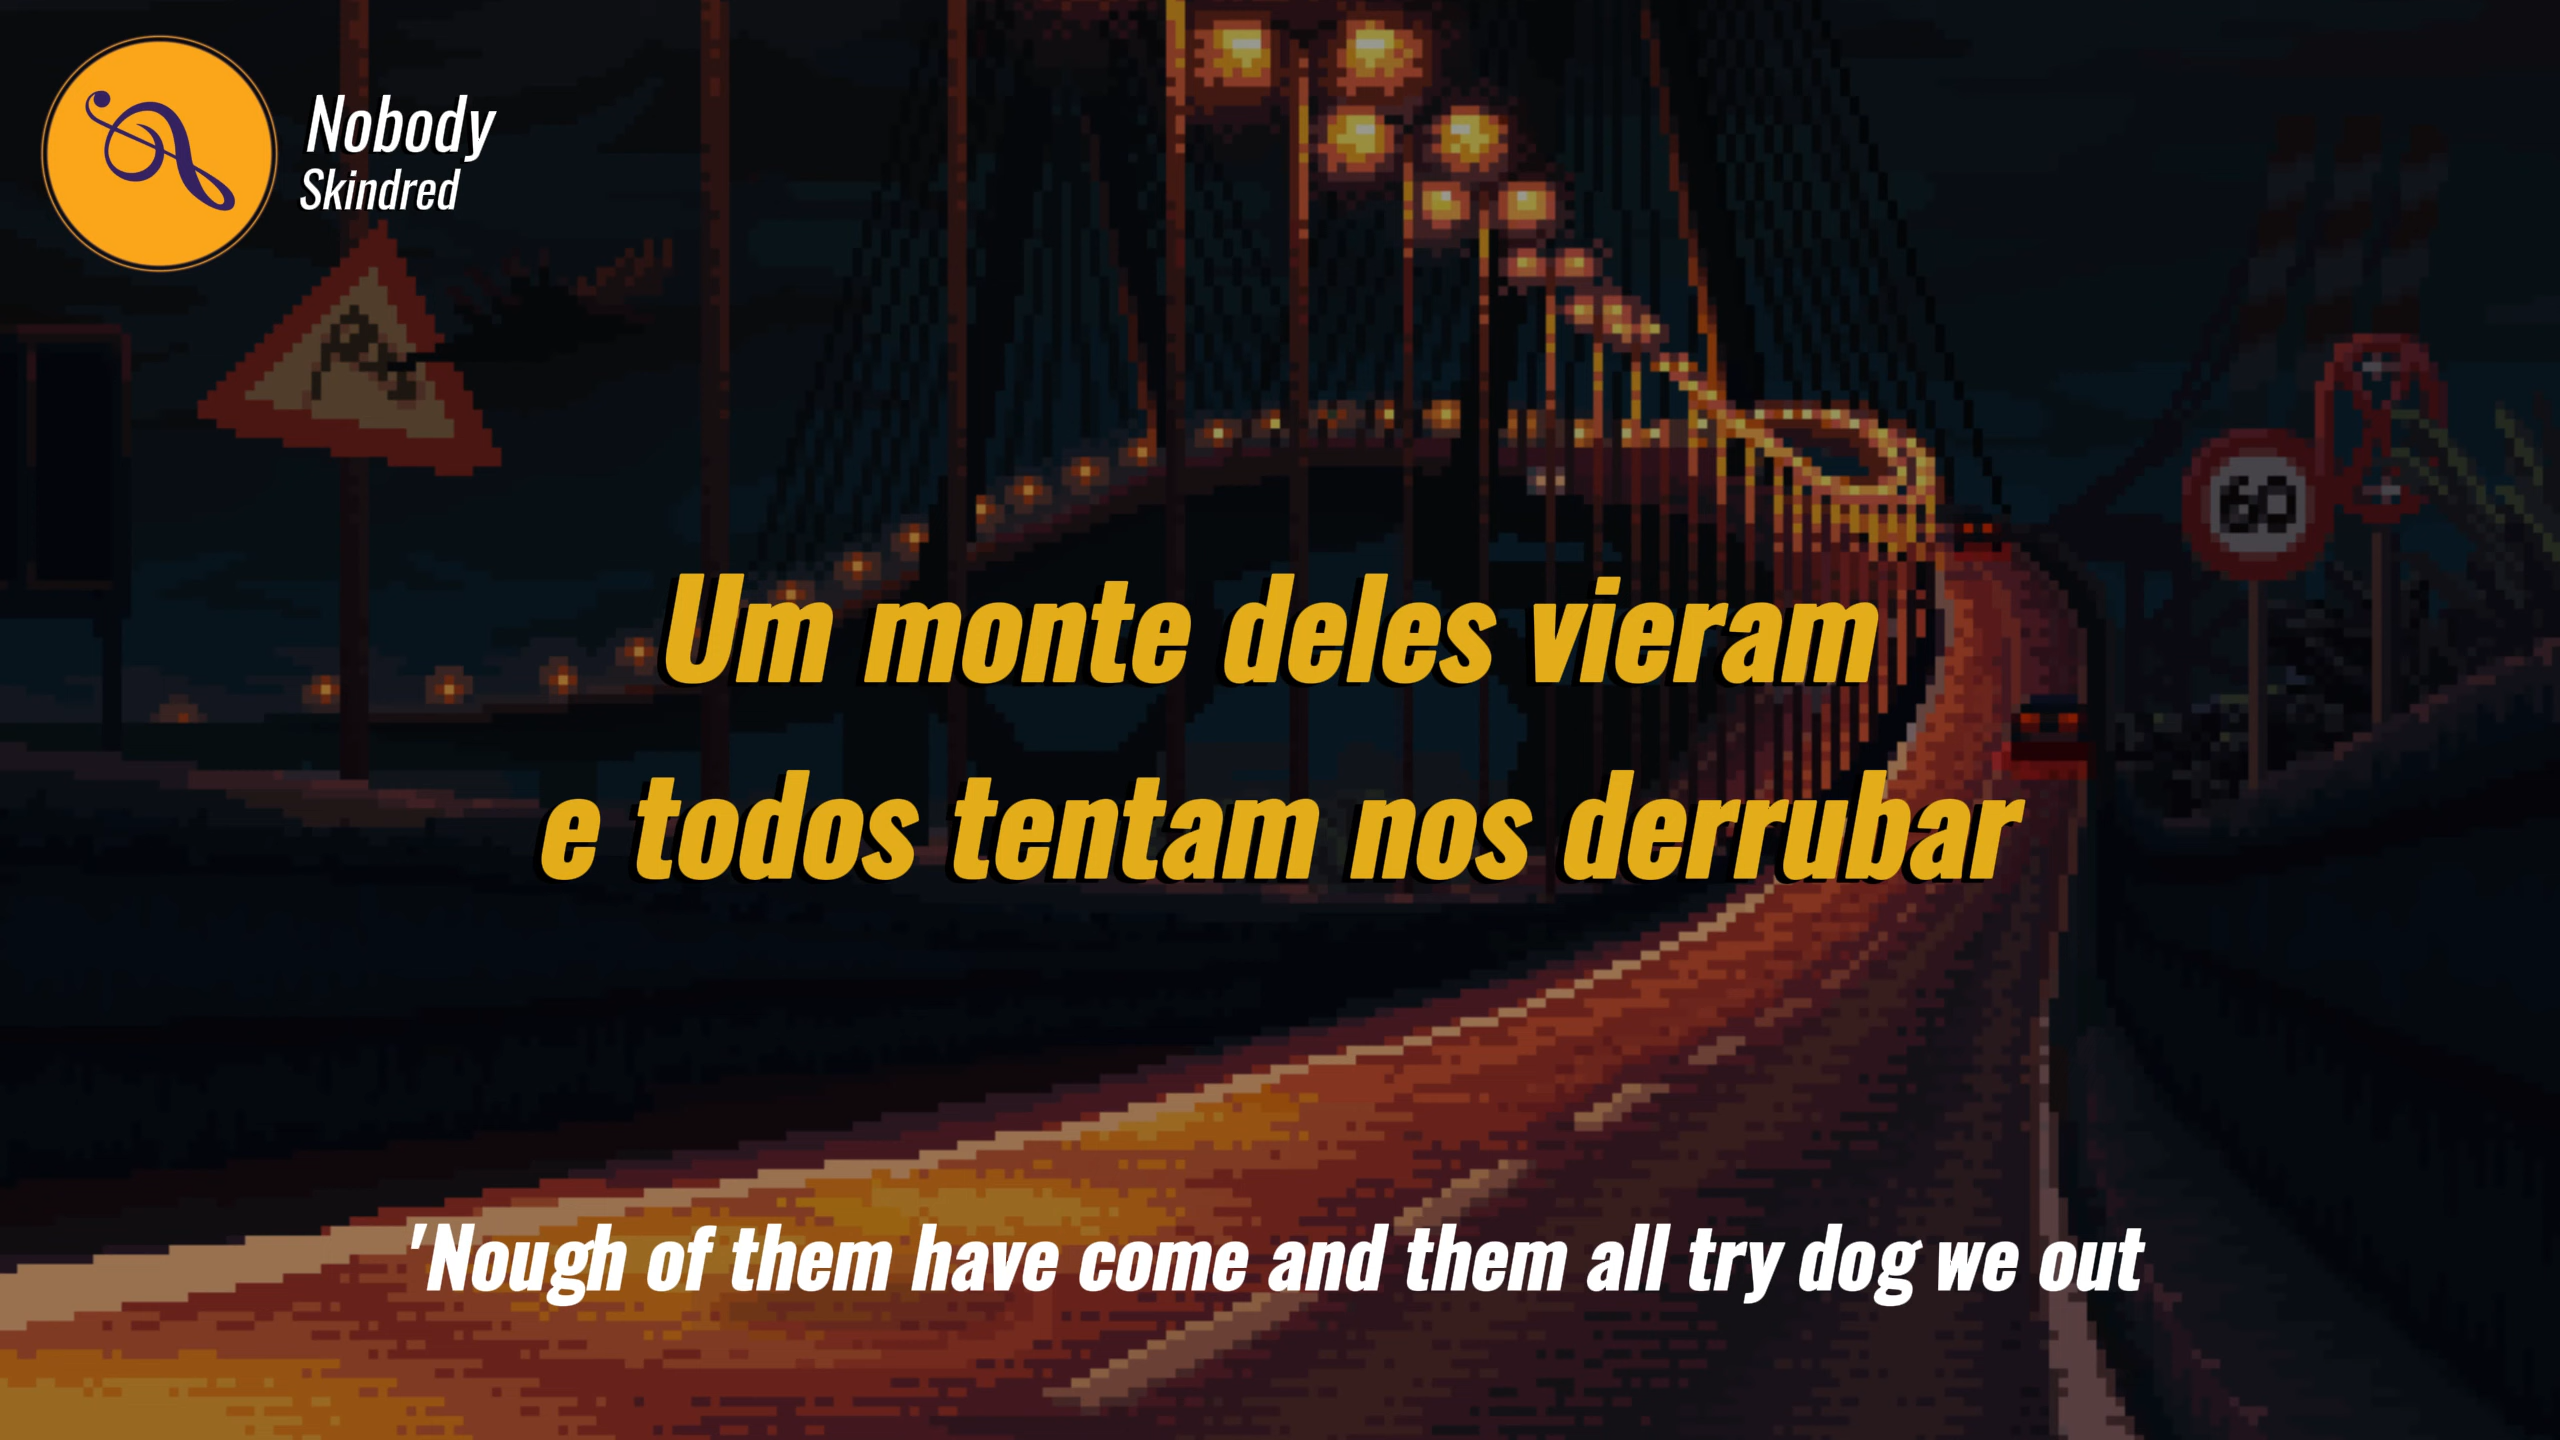 Nobody
Skindred
60
Um monte deles vieram
e todos tentam nos derrubar
'Nough of them have come and them all try dog we out